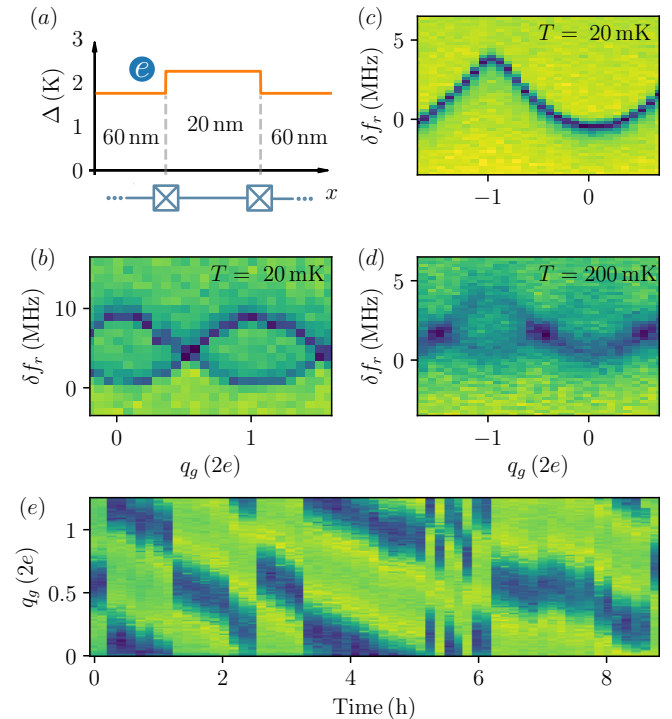 (a)
3
2
1
0
Δ (K)
e
60 nm
20 nm
60 nm
x
(c)
T = 20 mK
5
0
δf_r (MHz)
−1
0
(b)
T = 20 mK
10
0
δf_r (MHz)
0
1
q_g (2e)
(d)
T = 200 mK
5
0
δf_r (MHz)
−1
0
q_g (2e)
(e)
1
0.5
0
q_g (2e)
0
2
4
6
8
Time (h)